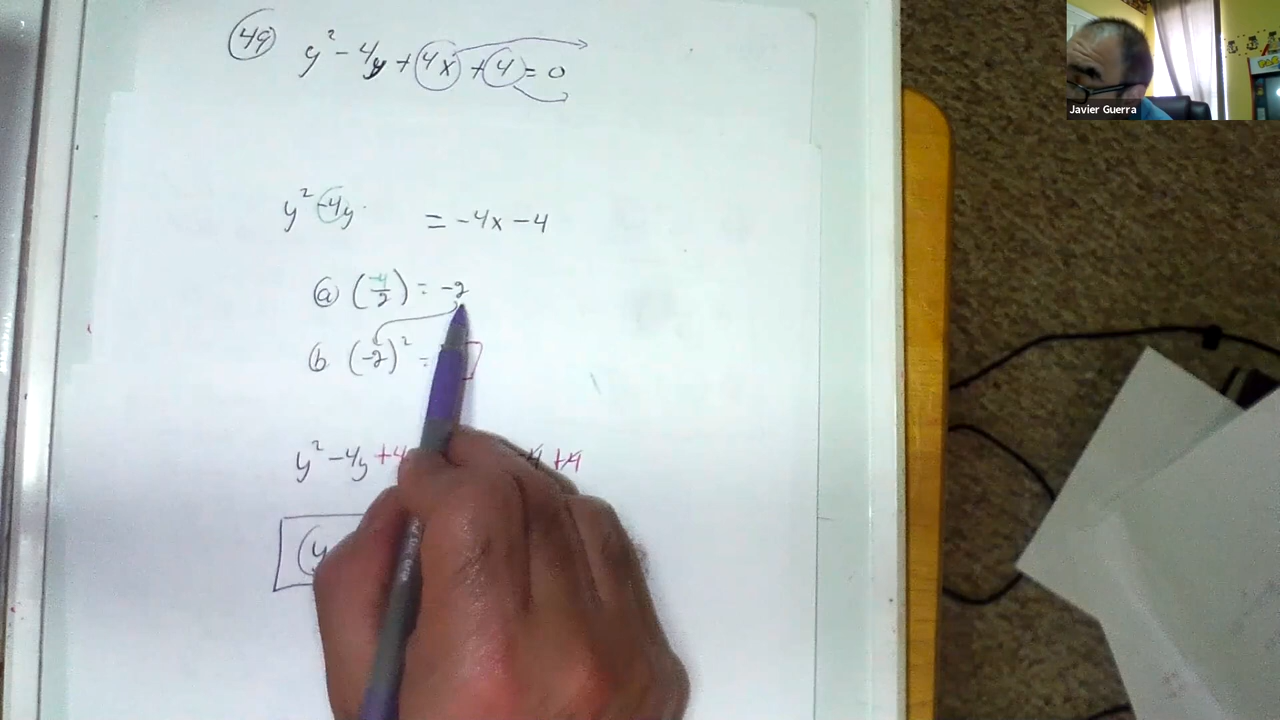 49 y² - 4y + 4x + 4 = 0
y² - 4y = -4x - 4
a (-4/2) = -2
b (-2)² =
y² - 4y + 4 - 4 + 4
(y
Javier Guerra